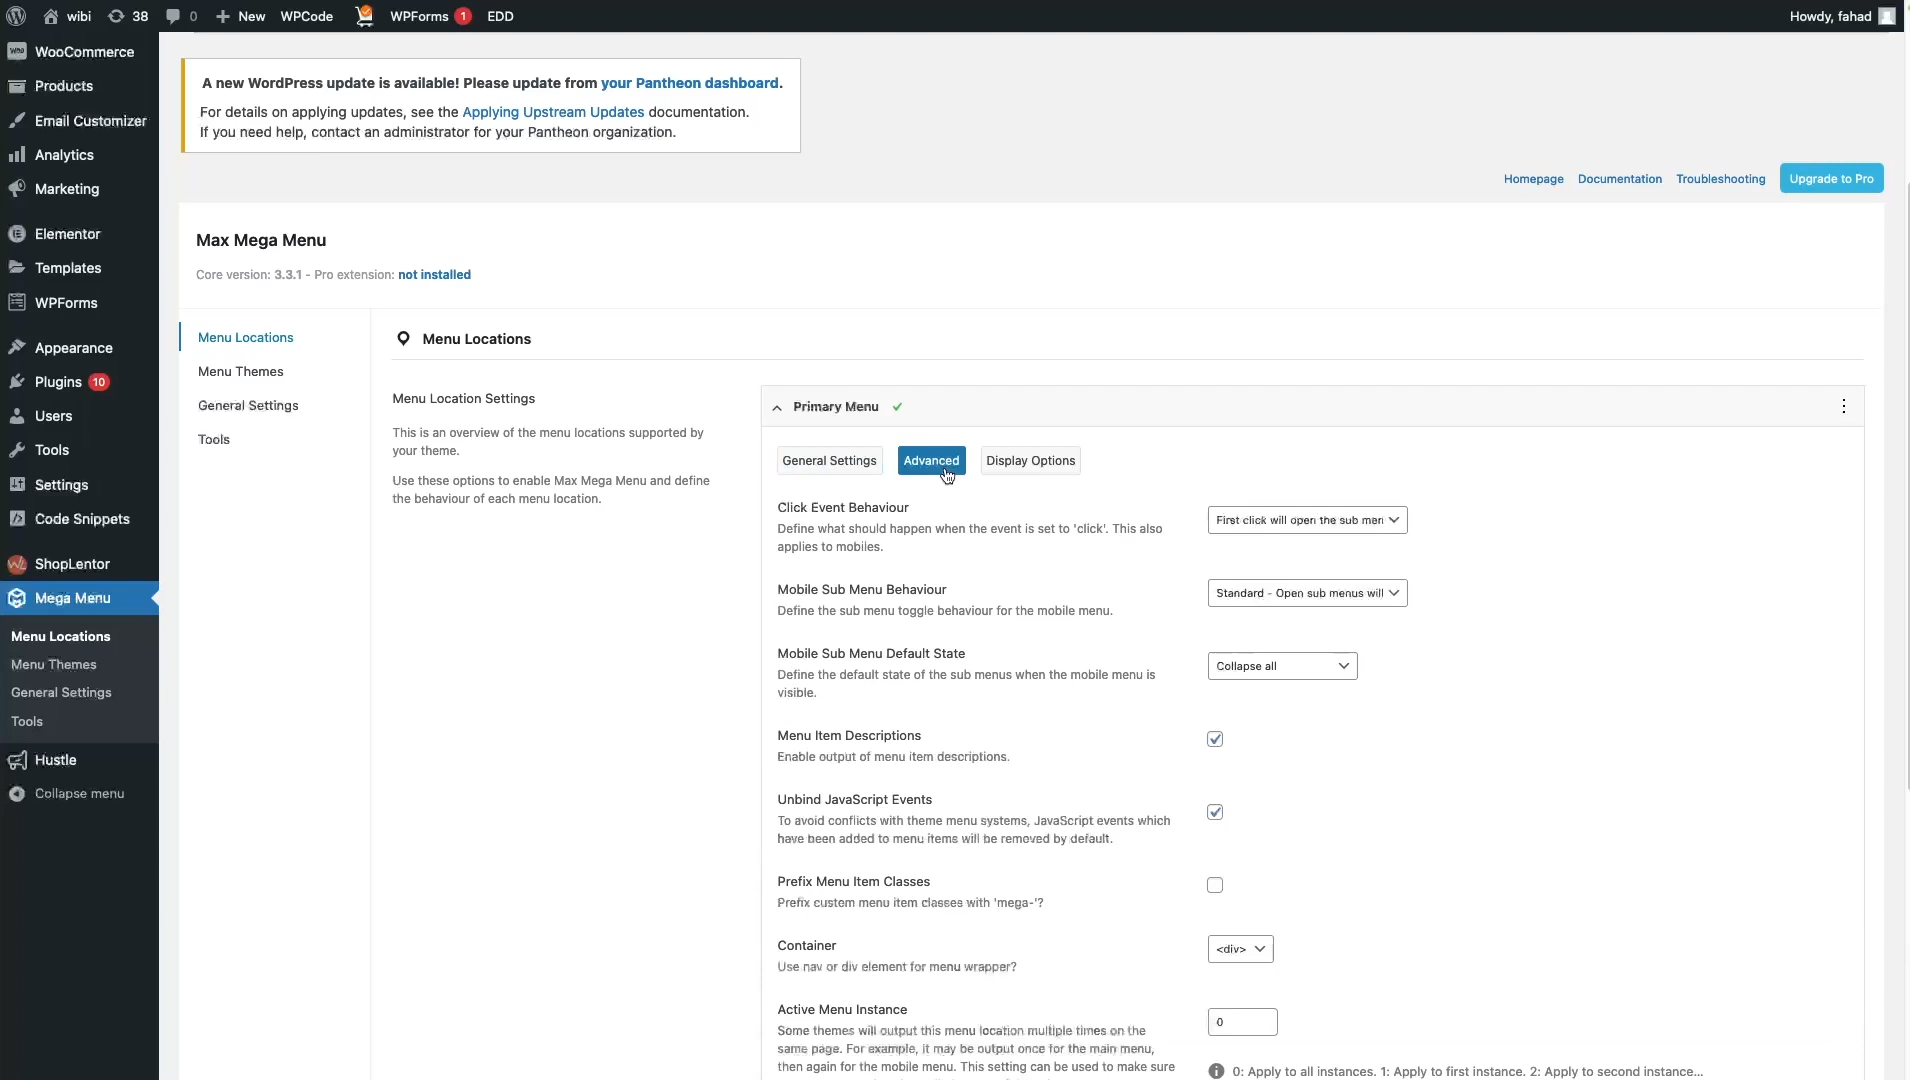 wibi 38 0 New WPCode WPForms 1 EDD Howdy, fahad
WooCommerce
Products
Email Customizer
Analytics
Marketing
Elementor
Templates
WPForms
Appearance
Plugins 10
Users
Tools
Settings
Code Snippets
ShopLentor
Mega Menu
Menu Locations
Menu Themes
General Settings
Tools
Hustle
Collapse menu
A new WordPress update is available! Please update from your Pantheon dashboard.
For details on applying updates, see the Applying Upstream Updates documentation.
If you need help, contact an administrator for your Pantheon organization.
Homepage Documentation Troubleshooting Upgrade to Pro
Max Mega Menu
Core version: 3.3.1 - Pro extension: not installed
Menu Locations
Menu Themes
General Settings
Tools
Menu Locations
Menu Location Settings
This is an overview of the menu locations supported by
your theme.
Use these options to enable Max Mega Menu and define
the behaviour of each menu location.
Primary Menu
General Settings Advanced Display Options
Click Event Behaviour
Define what should happen when the event is set to 'click'. This also
applies to mobiles.
First click will open the sub men
Mobile Sub Menu Behaviour
Define the sub menu toggle behaviour for the mobile menu.
Standard - Open sub menus will
Mobile Sub Menu Default State
Define the default state of the sub menus when the mobile menu is
visible.
Collapse all
Menu Item Descriptions
Enable output of menu item descriptions.
Unbind JavaScript Events
To avoid conflicts with theme menu systems, JavaScript events which
have been added to menu items will be removed by default.
Prefix Menu Item Classes
Prefix custom menu item classes with 'mega-'?
Container
Use nav or div element for menu wrapper?
<div>
Active Menu Instance
Some themes will output this menu location multiple times on the
same page. For example, it may be output once for the main menu,
then again for the mobile menu. This setting can be used to make sure
0
0: Apply to all instances. 1: Apply to first instance. 2: Apply to second instance...